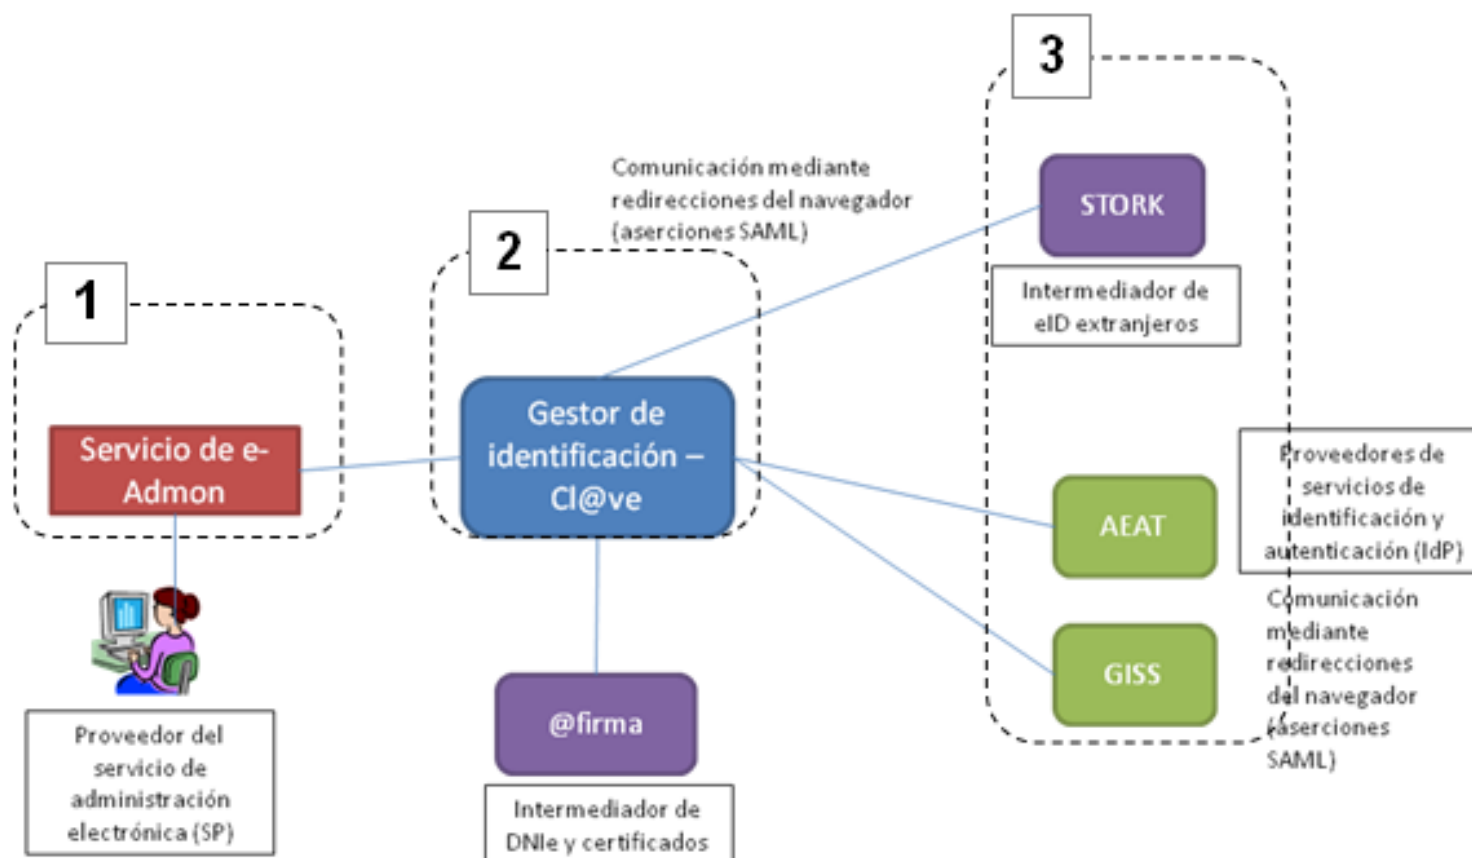 3
Comunicación mediante
redirecciones del navegador
(aserciones SAML)
2
STORK
1
Intermediador de
eID extranjeros
Gestor de
identificación –
Cl@ve
Servicio de e-
Admon
Proveedores de
servicios de
identificación y
autenticación (IdP)
AEAT
Comunicación
mediante
redirecciones
del navegador
(aserciones
SAML)
GISS
@firma
Proveedor del
servicio de
administración
electrónica (SP)
Intermediador de
DNIe y certificados